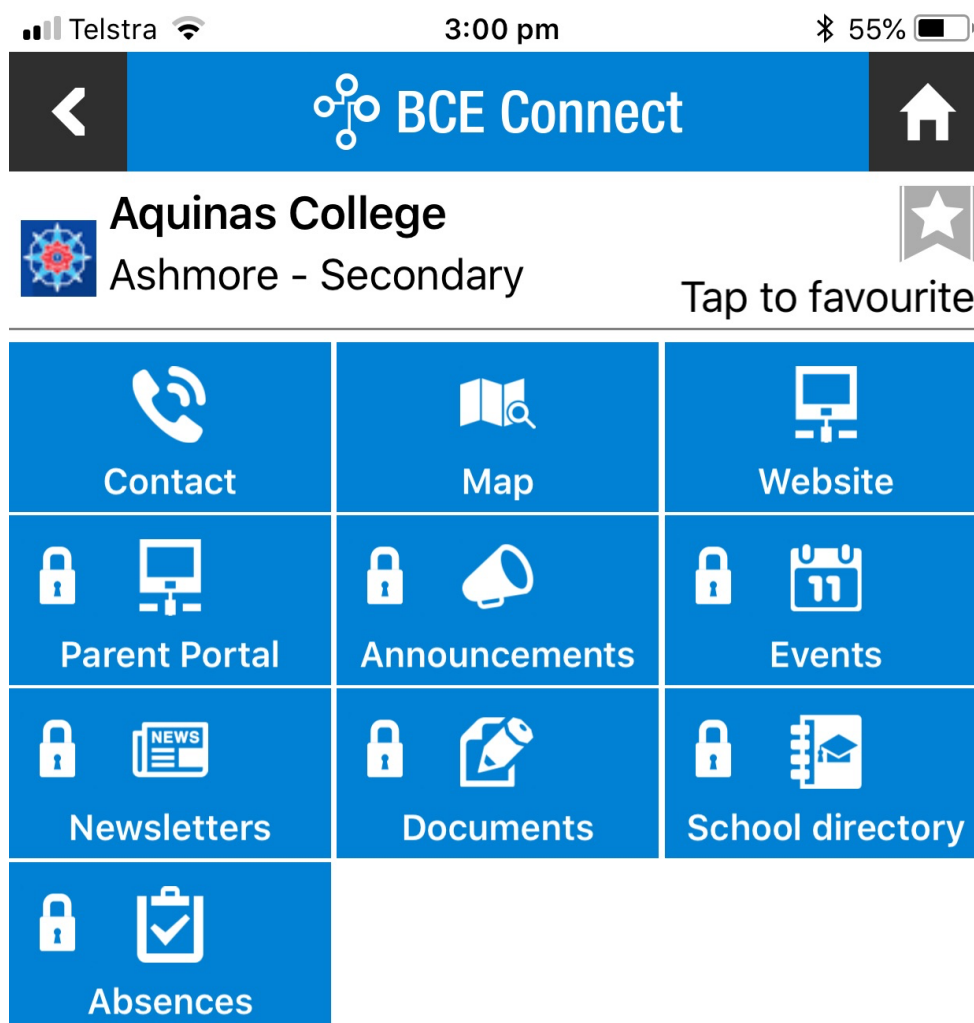 Telstra 3:00 pm 55%
BCE Connect
Aquinas College
Ashmore - Secondary
Tap to favourite
Contact Map Website
11
Parent Portal Announcements Events
NEWS
Newsletters Documents School directory
Absences